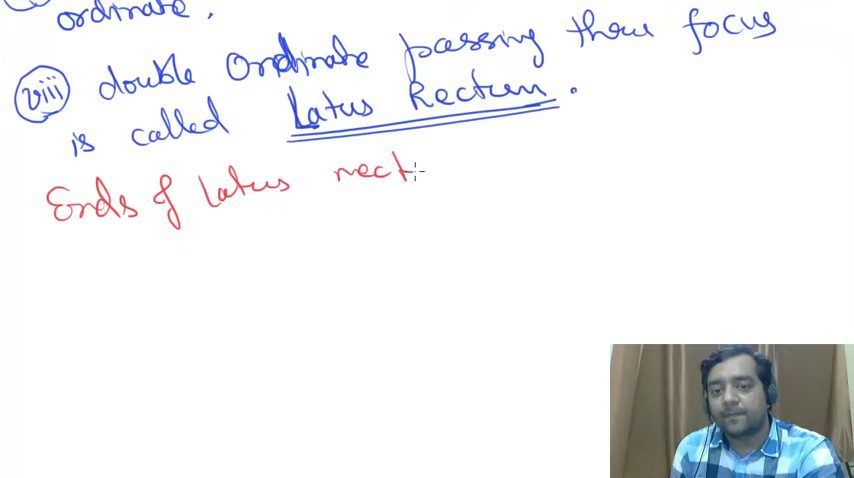 ordinate.
viii double Ordinate passing thru focus
is called Latus Rectum.
Ends of Latus rect